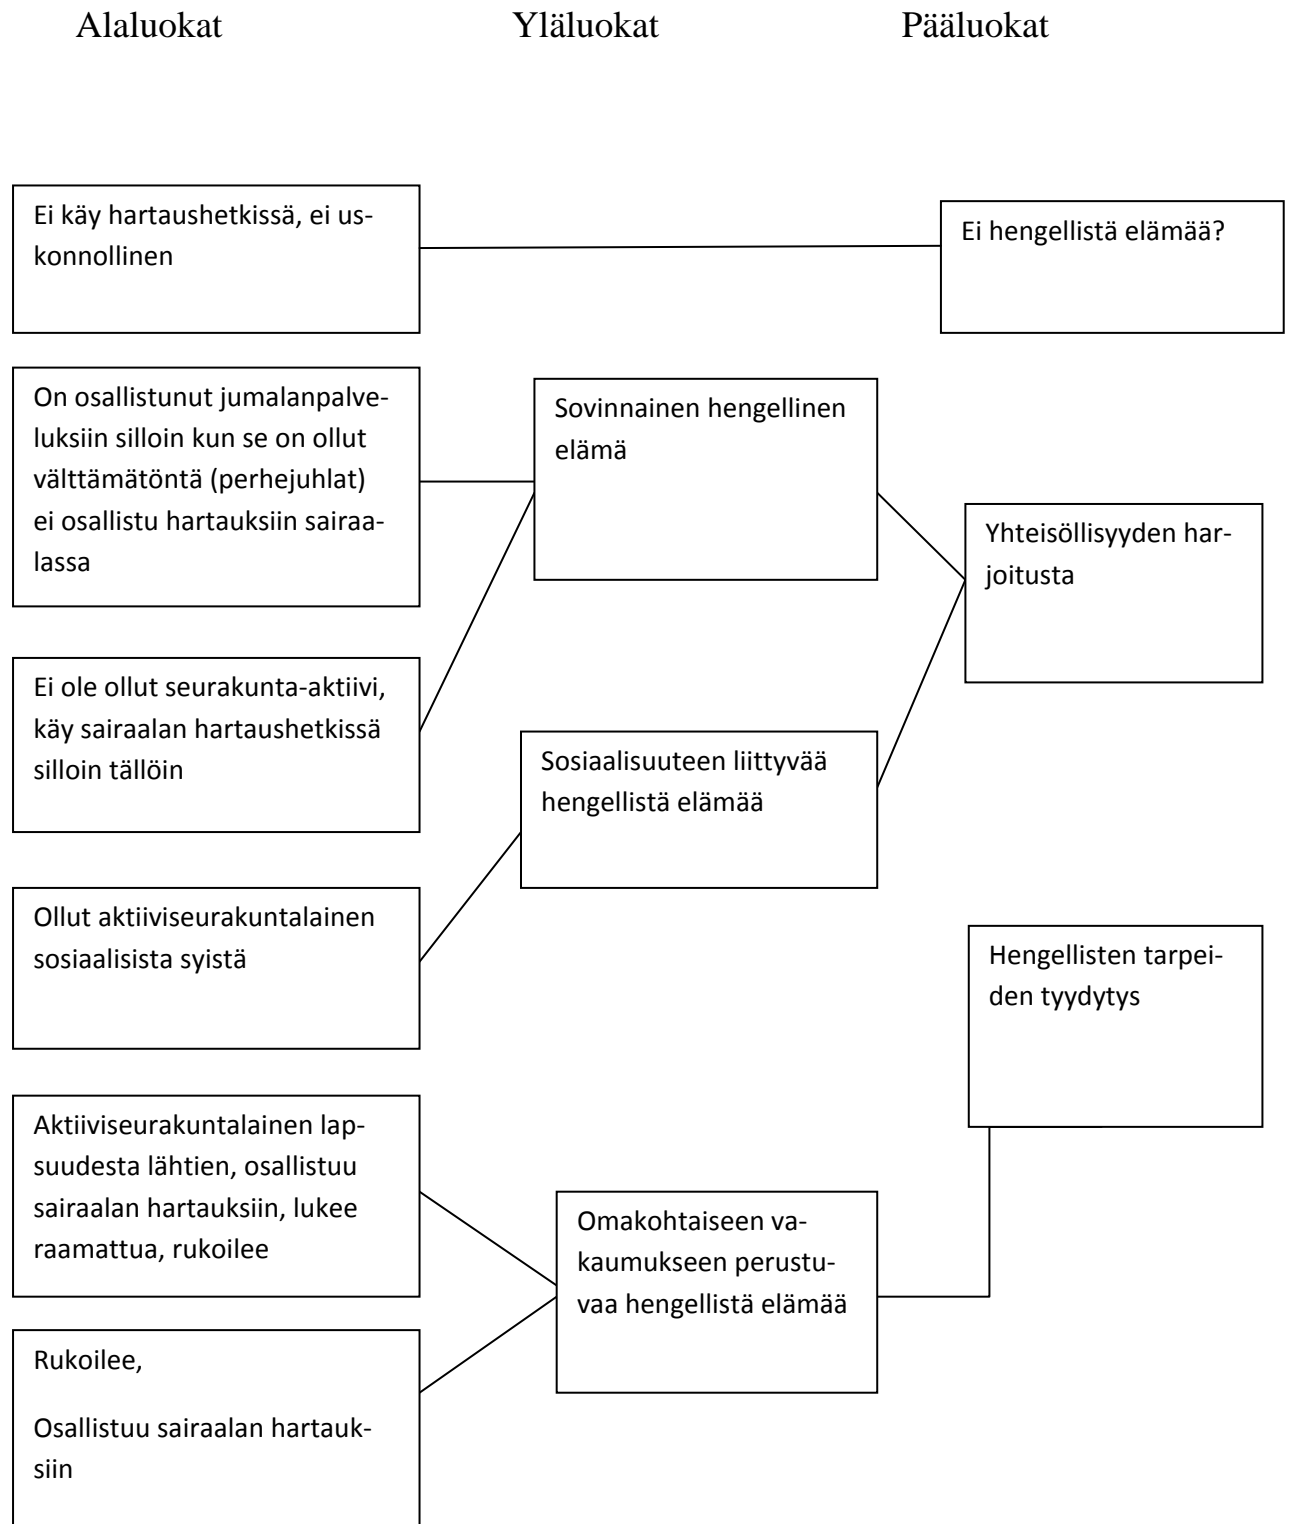 Alaluokat
Yläluokat
Pääluokat
Ei käy hartaushetkissä, ei us-
konnollinen
Ei hengellistä elämää?
On osallistunut jumalanpalve-
luksiin silloin kun se on ollut
välttämätöntä (perhejuhlat)
ei osallistu hartauksiin sairaa-
lassa
Sovinnainen hengellinen
elämä
Yhteisöllisyyden har-
joitusta
Ei ole ollut seurakunta-aktiivi,
käy sairaalan hartaushetkissä
silloin tällöin
Sosiaalisuuteen liittyvää
hengellistä elämää
Ollut aktiiviseurakuntalainen
sosiaalisista syistä
Hengellisten tarpei-
den tyydytys
Aktiiviseurakuntalainen lap-
suudesta lähtien, osallistuu
sairaalan hartauksiin, lukee
raamattua, rukoilee
Omakohtaiseen va-
kaumukseen perustu-
vaa hengellistä elämää
Rukoilee,
Osallistuu sairaalan hartauk-
siin